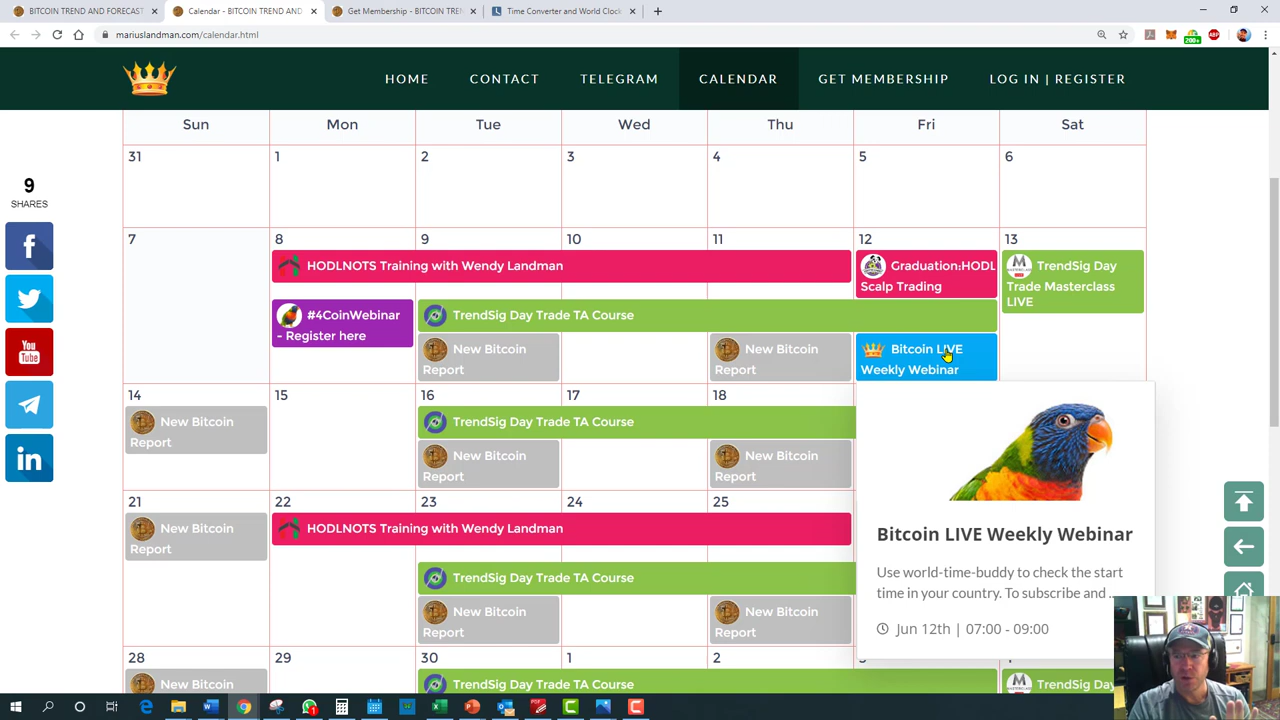 BITCOIN TREND AND FORECAST
Calendar - BITCOIN TREND AND
Get Membership - BITCOIN TREN
Time Converter and World Clock
mariuslandman.com/calendar.html
200+
ABP
HOME
CONTACT
TELEGRAM
CALENDAR
GET MEMBERSHIP
LOG IN | REGISTER
9
SHARES
You
Tube
in
Sun
Mon
Tue
Wed
Thu
Fri
Sat
31
1
2
3
4
5
6
7
8
9
10
11
12
13
HODLNOTS Training with Wendy Landman
Graduation:HODL
Scalp Trading
TrendSig Day
Trade Masterclass
LIVE
#4CoinWebinar
- Register here
TrendSig Day Trade TA Course
New Bitcoin
Report
New Bitcoin
Report
Bitcoin LIVE
Weekly Webinar
14
15
16
17
18
New Bitcoin
Report
TrendSig Day Trade TA Course
New Bitcoin
Report
New Bitcoin
Report
21
22
23
24
25
New Bitcoin
Report
HODLNOTS Training with Wendy Landman
TrendSig Day Trade TA Course
New Bitcoin
Report
New Bitcoin
Report
Bitcoin LIVE Weekly Webinar
Use world-time-buddy to check the start
time in your country. To subscribe and ...
Jun 12th | 07:00 - 09:00
28
29
30
1
2
New Bitcoin
TrendSig Day Trade TA Course
TrendSig Day